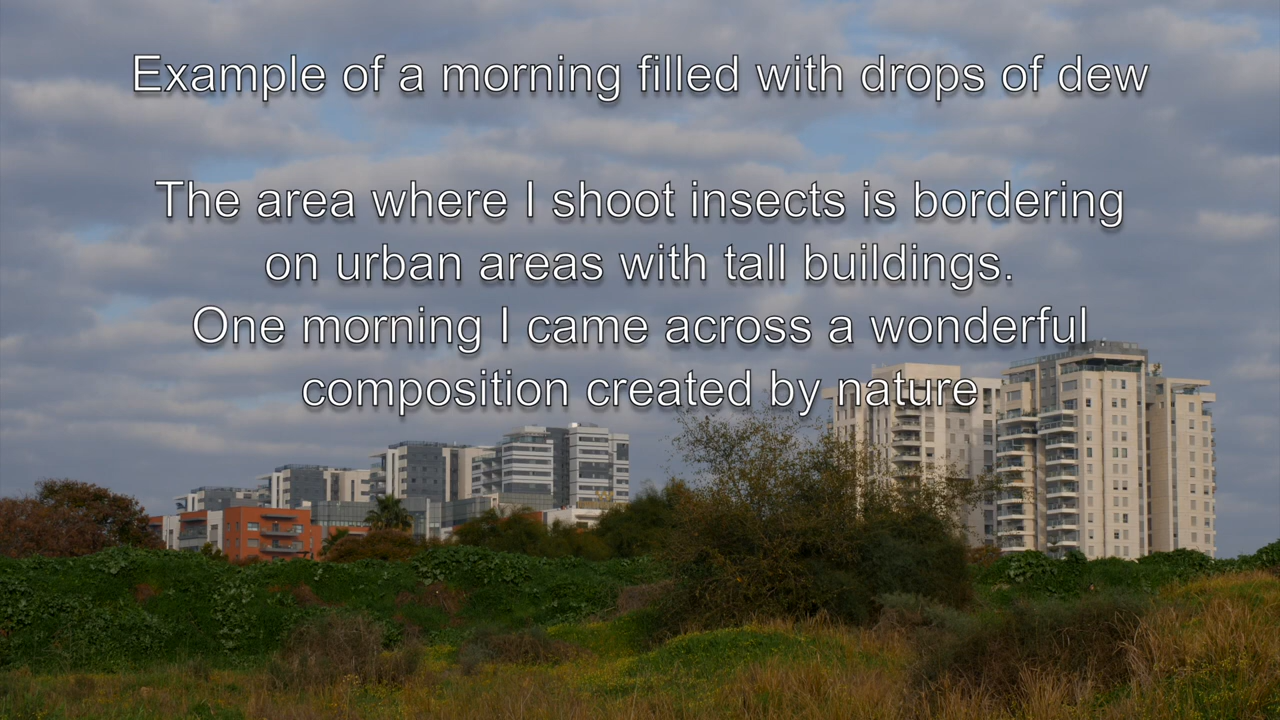 Example of a morning filled with drops of dew
The area where I shoot insects is bordering
on urban areas with tall buildings.
One morning I came across a wonderful
composition created by nature